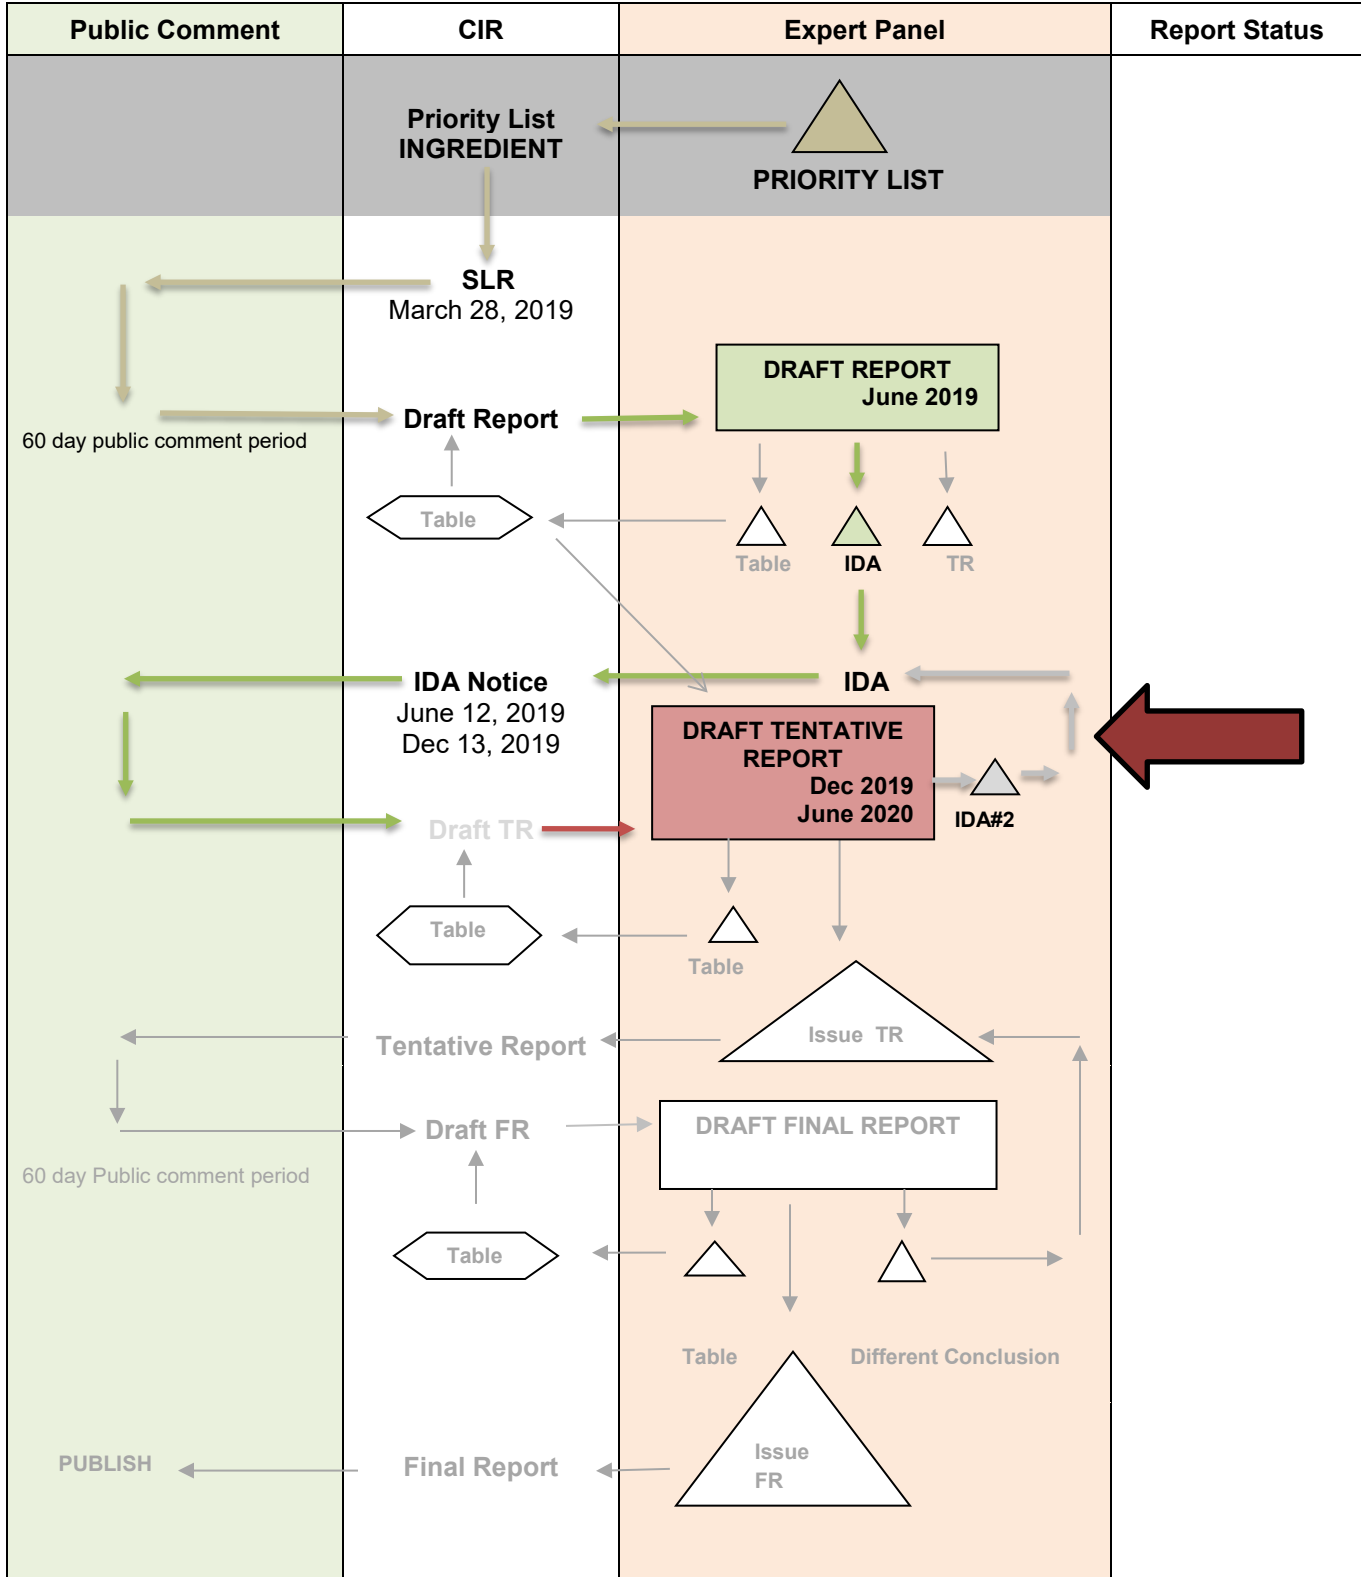 Public Comment
CIR
Expert Panel
Report Status
Priority List
INGREDIENT
PRIORITY LIST
SLR
March 28, 2019
60 day public comment period
Draft Report
DRAFT REPORT
June 2019
Table
Table
IDA
TR
IDA Notice
June 12, 2019
Dec 13, 2019
IDA
DRAFT TENTATIVE
REPORT
Dec 2019
June 2020
IDA#2
Draft TR
Table
Table
Tentative Report
Issue TR
60 day Public comment period
Draft FR
DRAFT FINAL REPORT
Table
Table
Different Conclusion
PUBLISH
Final Report
Issue
FR